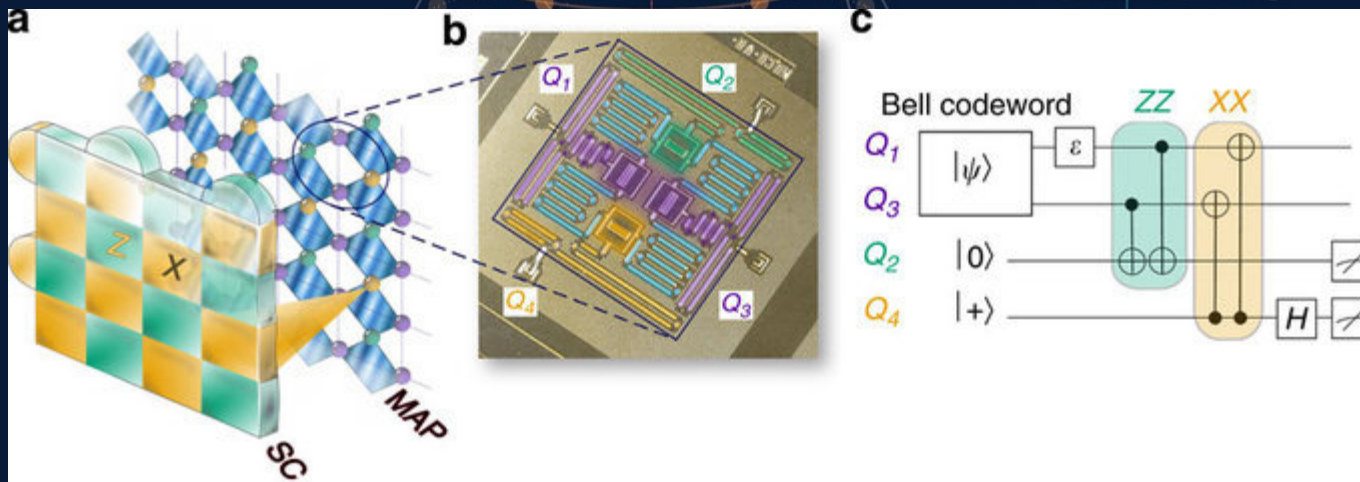 a
b
c
Z
X
SC
MAP
Q1
Q2
Q4
Q3
Bell codeword
ZZ
XX
Q1
|ψ⟩
ε
Q3
Q2
|0⟩
Q4
|+⟩
H